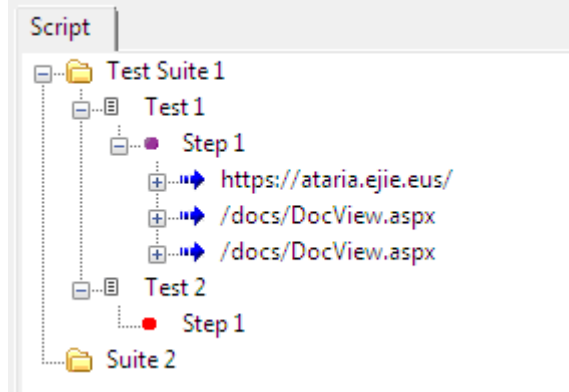 Script
Test Suite 1
Test 1
Step 1
https://ataria.ejie.eus/
/docs/DocView.aspx
/docs/DocView.aspx
Test 2
Step 1
Suite 2